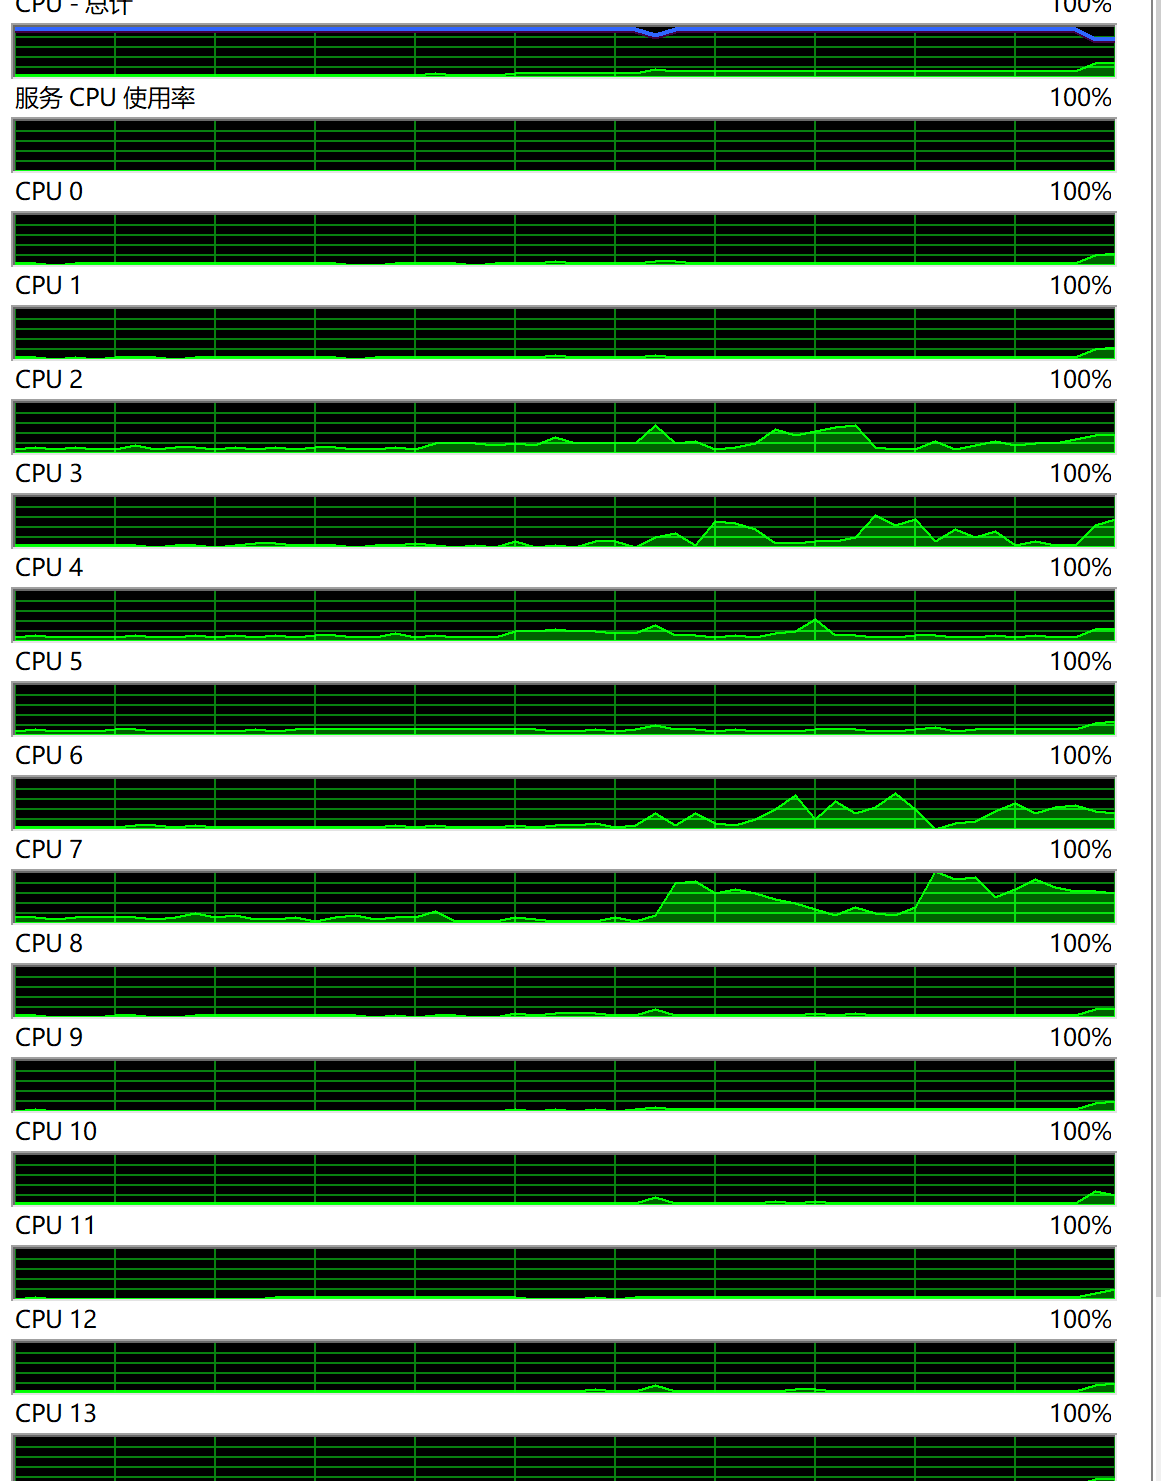 CPU - 总计 100%
服务 CPU 使用率 100%
CPU 0 100%
CPU 1 100%
CPU 2 100%
CPU 3 100%
CPU 4 100%
CPU 5 100%
CPU 6 100%
CPU 7 100%
CPU 8 100%
CPU 9 100%
CPU 10 100%
CPU 11 100%
CPU 12 100%
CPU 13 100%